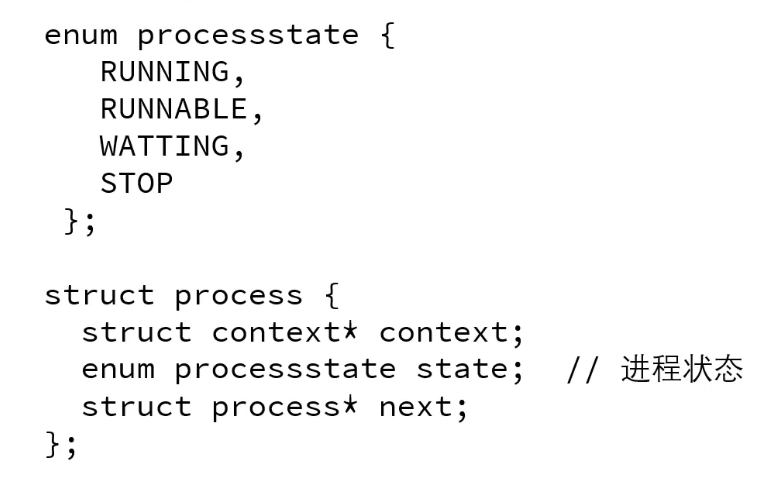 enum processstate {
   RUNNING,
   RUNNABLE,
   WATTING,
   STOP
 };

struct process {
  struct context* context;
  enum processstate state;  // 进程状态
  struct process* next;
};